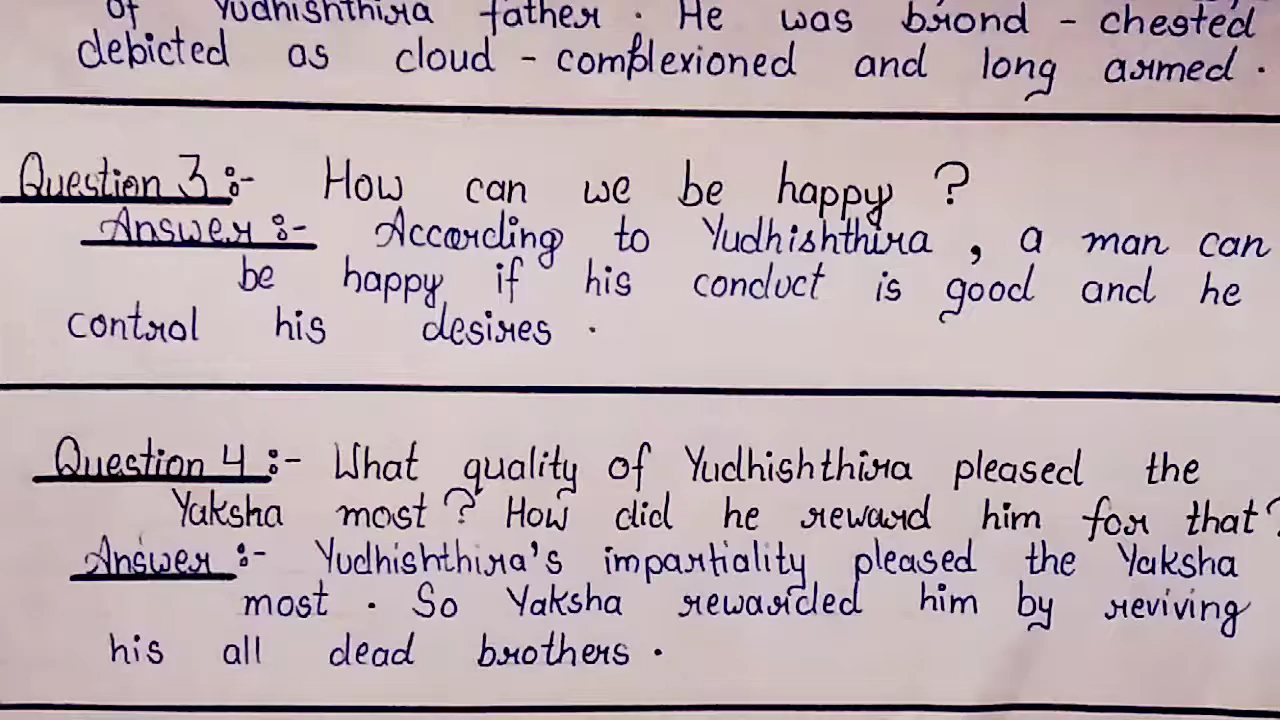 of Yudhishthira father . He was brond - chested
debicted as cloud - complexioned and long armed .
Question 3 :- How can we be happy ?
Answer :- According to Yudhishthira , a man can
be happy if his conduct is good and he
control his desires .
Question 4 :- What quality of Yudhishthira pleased the
Yaksha most ? How did he reward him for that ?
Answer :- Yudhishthira's impartiality pleased the Yaksha
most . So Yaksha rewarded him by reviving
his all dead brothers .